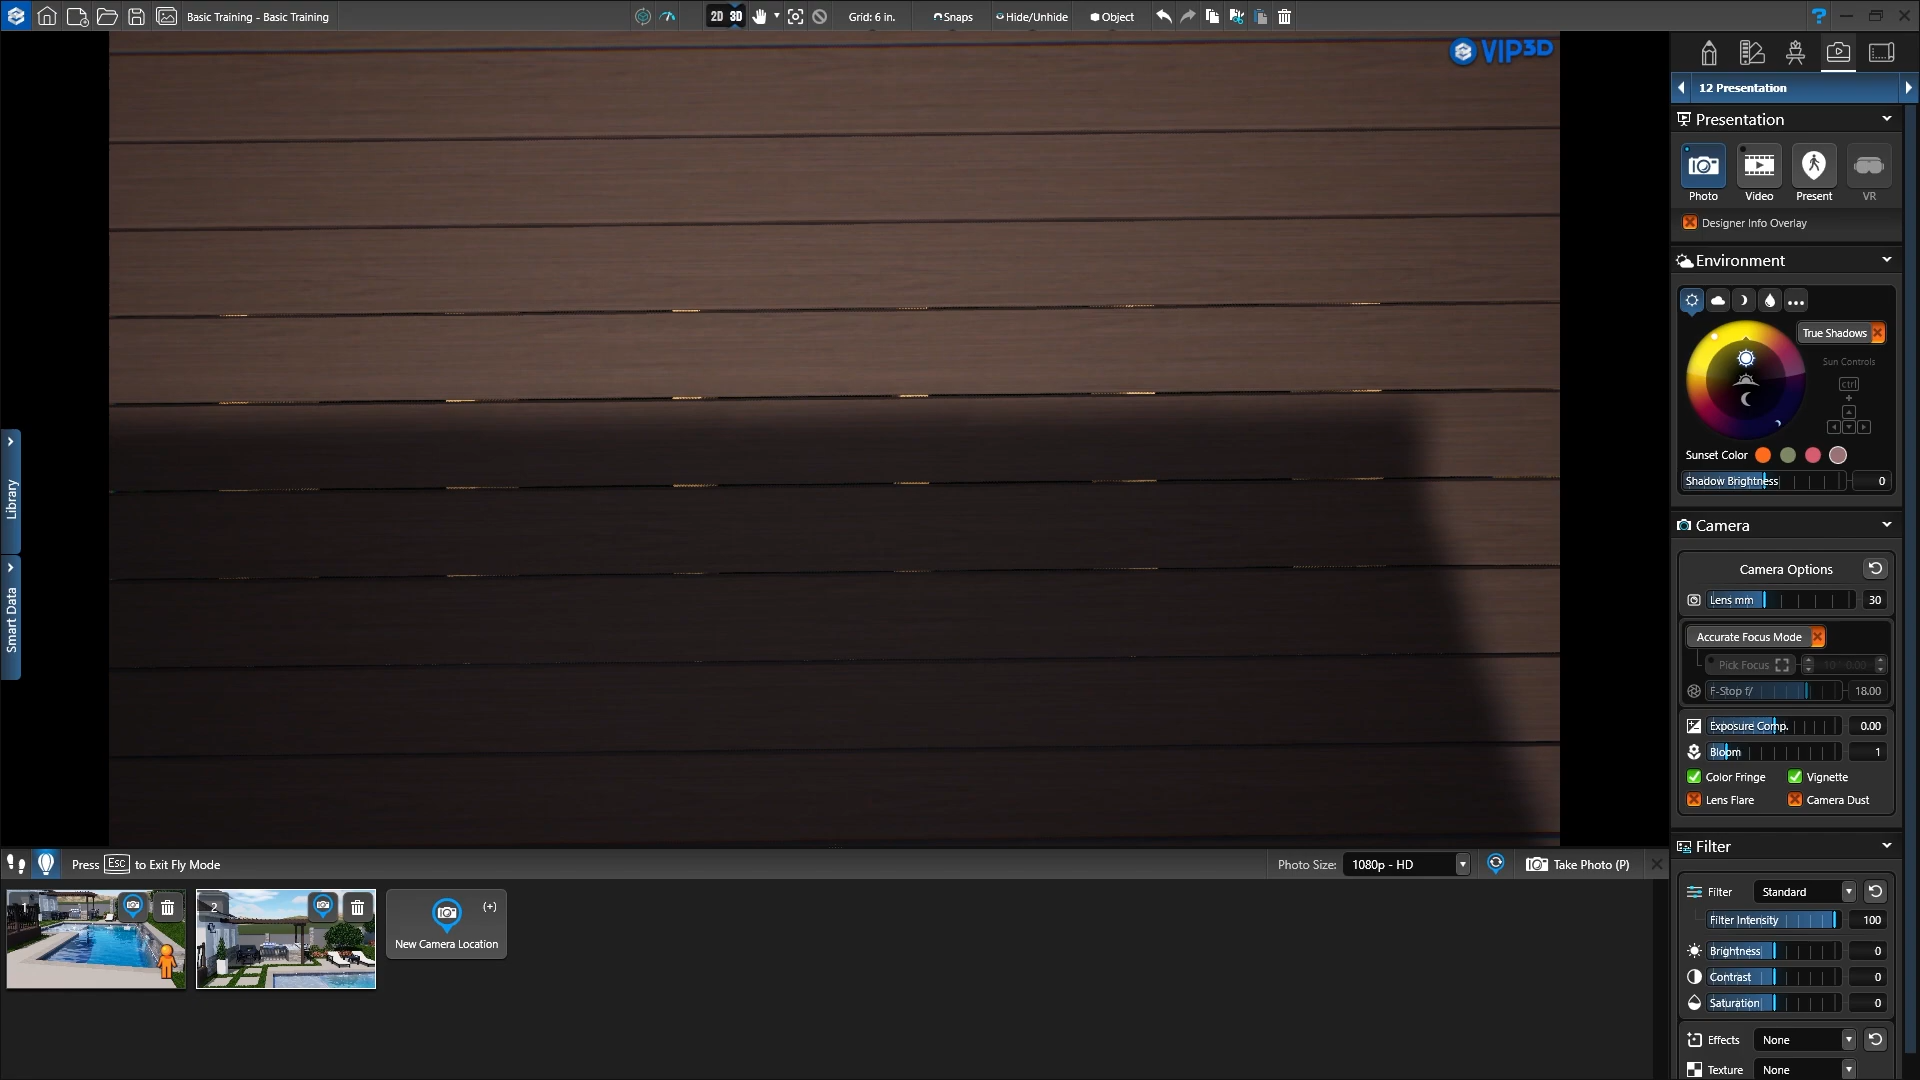 Basic Training - Basic Training
2D 3D
Grid: 6 in.
Snaps
Hide/Unhide
Object
?
VIP3D
12 Presentation
Presentation
Photo
Video
Present
VR
Designer Info Overlay
Environment
True Shadows
Sun Controls
ctrl
+
Sunset Color
Shadow Brightness 0
Camera
Camera Options
Lens mm 30
Accurate Focus Mode
Pick Focus
F-Stop f/ 18.00
Exposure Comp. 0.00
Bloom 1
Color Fringe
Vignette
Lens Flare
Camera Dust
Filter
Filter Standard
Filter Intensity 100
Brightness 0
Contrast 0
Saturation 0
Effects None
Texture None
Library
Smart Data
Press Esc to Exit Fly Mode
Photo Size: 1080p - HD
Take Photo (P)
1
2
(+)
New Camera Location